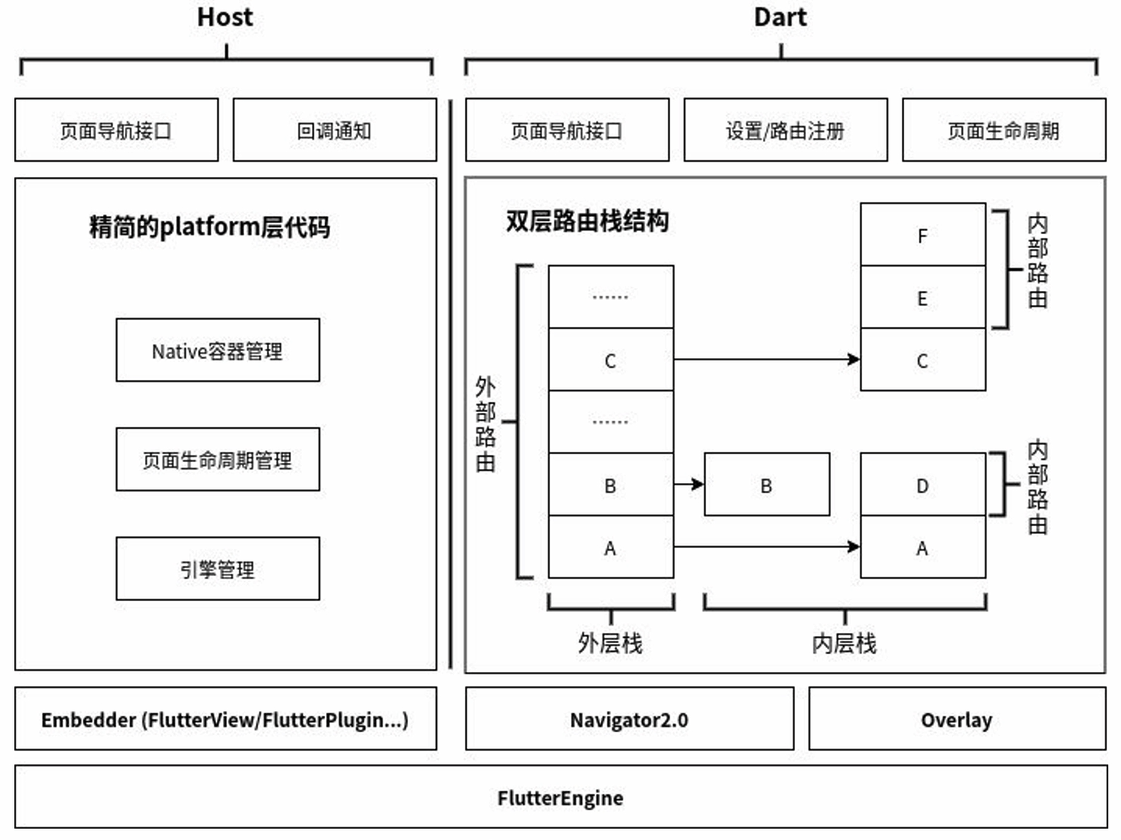 Host
Dart
页面导航接口
回调通知
页面导航接口
设置/路由注册
页面生命周期
精简的platform层代码
Native容器管理
页面生命周期管理
引擎管理
双层路由栈结构
外部路由
......
C
......
B
A
B
F
E
C
内部路由
D
A
内部路由
外层栈
内层栈
Embedder (FlutterView/FlutterPlugin...)
Navigator2.0
Overlay
FlutterEngine